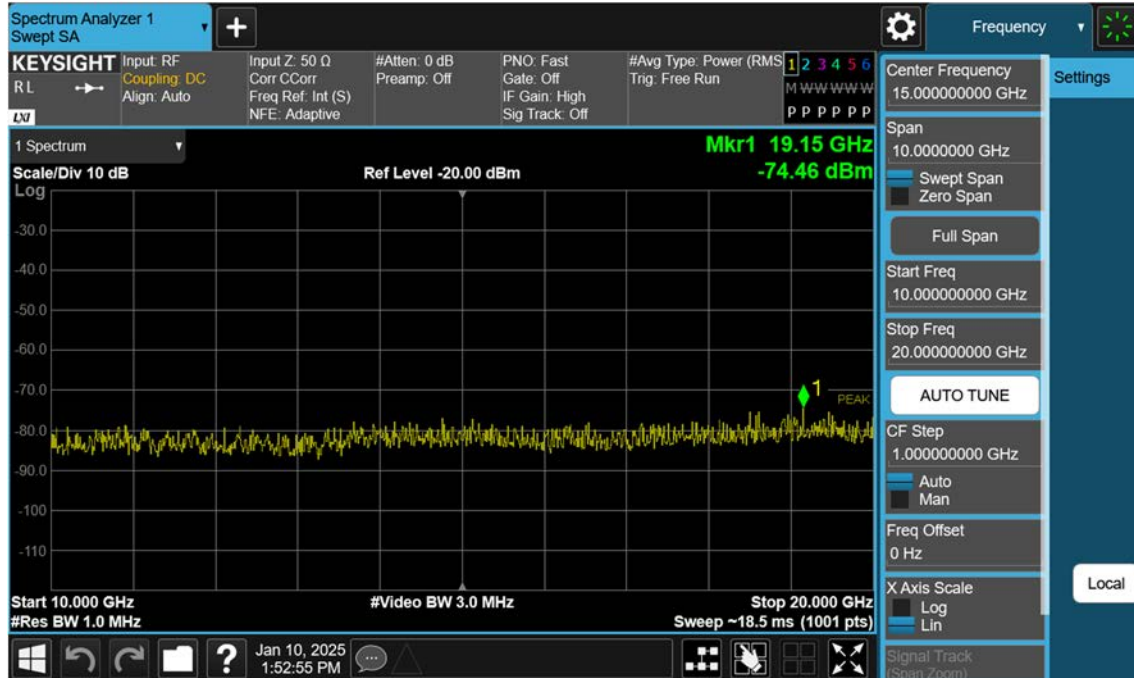 Spectrum Analyzer 1
Swept SA
Frequency
KEYSIGHT
R L
LXI
Input: RF
Coupling: DC
Align: Auto
Input Z: 50 Ω
Corr CCorr
Freq Ref: Int (S)
NFE: Adaptive
#Atten: 0 dB
Preamp: Off
PNO: Fast
Gate: Off
IF Gain: High
Sig Track: Off
#Avg Type: Power (RMS
Trig: Free Run
1 2 3 4 5 6
M W W W W W
P P P P P P
1 Spectrum
Mkr1 19.15 GHz
-74.46 dBm
Scale/Div 10 dB
Ref Level -20.00 dBm
Log
-30.0
-40.0
-50.0
-60.0
-70.0
-80.0
-90.0
-100
-110
1
PEAK
Start 10.000 GHz
#Video BW 3.0 MHz
Stop 20.000 GHz
#Res BW 1.0 MHz
Sweep ~18.5 ms (1001 pts)
Center Frequency
15.000000000 GHz
Settings
Span
10.0000000 GHz
Swept Span
Zero Span
Full Span
Start Freq
10.000000000 GHz
Stop Freq
20.000000000 GHz
AUTO TUNE
CF Step
1.000000000 GHz
Auto
Man
Freq Offset
0 Hz
X Axis Scale
Log
Lin
Local
Signal Track
(Span Zoom)
?
Jan 10, 2025
1:52:55 PM